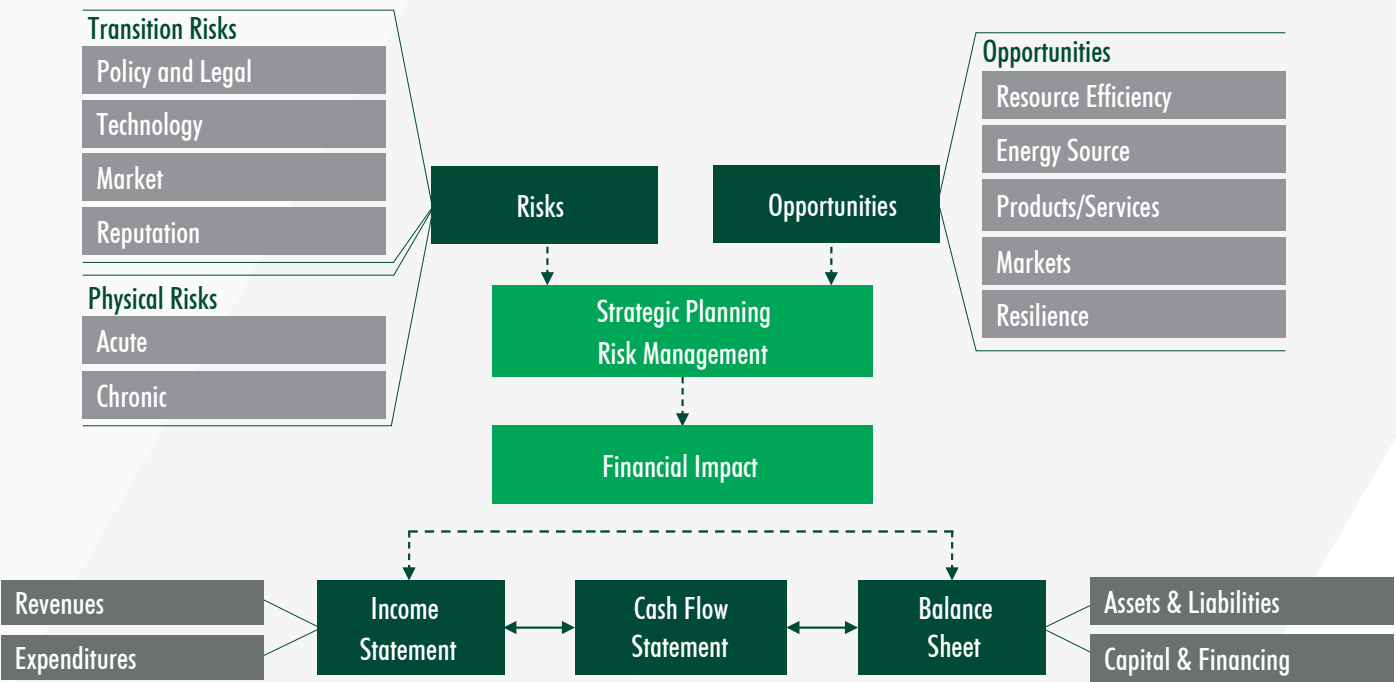 Transition Risks
Policy and Legal
Technology
Market
Reputation
Physical Risks
Acute
Chronic
Risks
Opportunities
Opportunities
Resource Efficiency
Energy Source
Products/Services
Markets
Resilience
Strategic Planning
Risk Management
Financial Impact
Revenues
Expenditures
Income
Statement
Cash Flow
Statement
Balance
Sheet
Assets & Liabilities
Capital & Financing